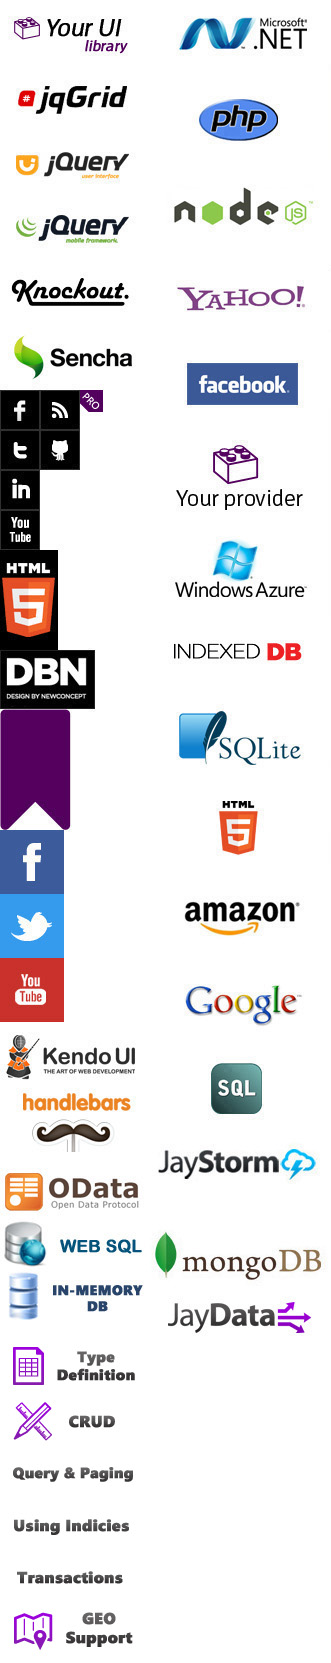 Your UI
library
jqGrid
jQuery
user interface
jQuery
mobile framework.
Knockout.
Sencha
PRO
f
t
in
You
Tube
HTML
5
DBN
DESIGN BY NEWCONCEPT
f
You
Tube
Kendo UI
THE ART OF WEB DEVELOPMENT
handlebars
OData
Open Data Protocol
WEB SQL
IN-MEMORY
DB
Type
Definition
CRUD
Query & Paging
Using Indicies
Transactions
GEO
Support
Microsoft®
.NET
php
node
JS™
YAHOO!
facebook.
Your provider
Windows Azure™
INDEXED DB
SQLite
HTML
5
amazon®
Google™
SQL
JayStorm
mongoDB
JayData